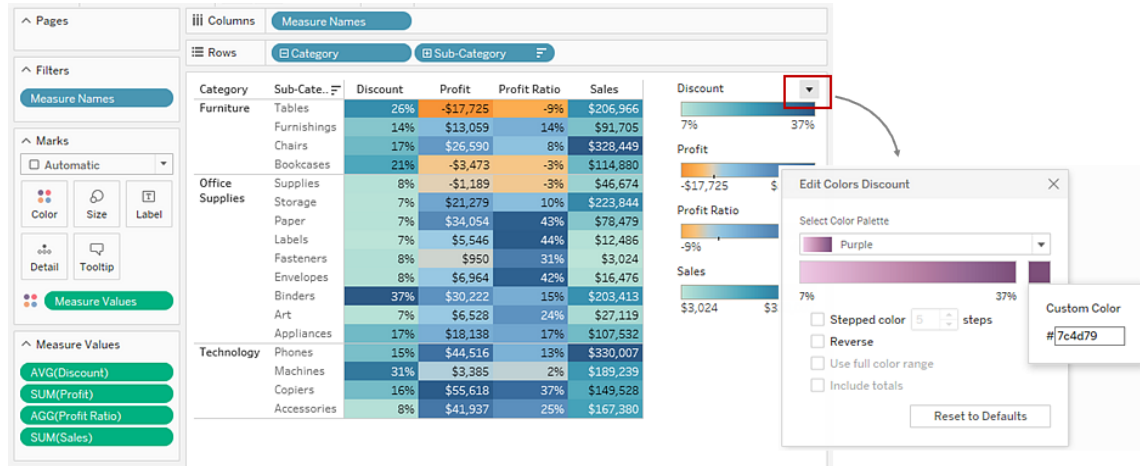 Pages
Filters
Measure Names
Marks
Automatic
Color Size Label
Detail Tooltip
Measure Values
Measure Values
AVG(Discount)
SUM(Profit)
AGG(Profit Ratio)
SUM(Sales)
Columns Measure Names
Rows Category Sub-Category
Category Sub-Cate.. Discount Profit Profit Ratio Sales
Furniture Tables 26% -$17,725 -9% $206,966
Furnishings 14% $13,059 14% $91,705
Chairs 17% $26,590 8% $328,449
Bookcases 21% -$3,473 -3% $114,880
Office Supplies Supplies 8% -$1,189 -3% $46,674
Storage 7% $21,279 10% $223,844
Paper 7% $34,054 43% $78,479
Labels 7% $5,546 44% $12,486
Fasteners 8% $950 31% $3,024
Envelopes 8% $6,964 42% $16,476
Binders 37% $30,222 15% $203,413
Art 7% $6,528 24% $27,119
Appliances 17% $18,138 17% $107,532
Technology Phones 15% $44,516 13% $330,007
Machines 31% $3,385 2% $189,239
Copiers 16% $55,618 37% $149,528
Accessories 8% $41,937 25% $167,380
Discount
7% 37%
Profit
-$17,725 $
Profit Ratio
-9%
Sales
$3,024 $3
Edit Colors Discount
Select Color Palette
Purple
7% 37%
Stepped color 5 steps
Reverse
Use full color range
Include totals
Reset to Defaults
Custom Color
# 7c4d79